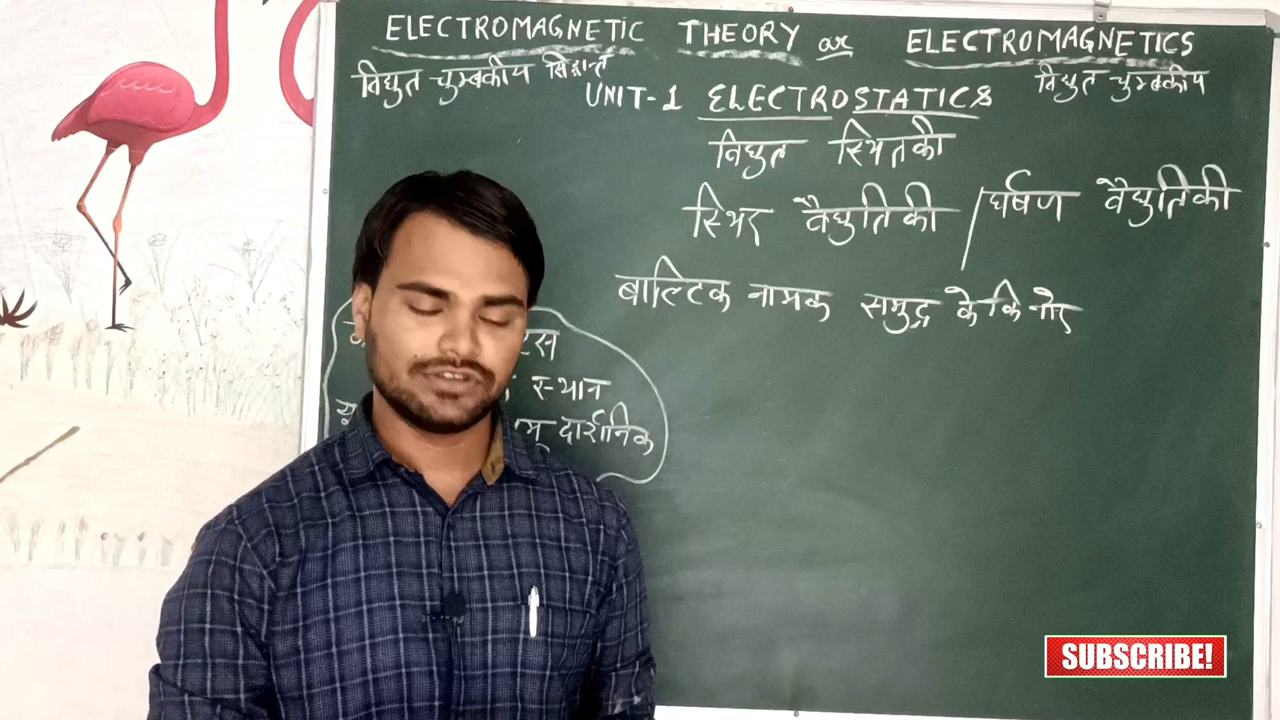 ELECTROMAGNETIC THEORY or ELECTROMAGNETICS
विद्युत चुम्बकीय सिद्धान्त विद्युत चुम्बकीय
UNIT-1 ELECTROSTATICS
विद्युत स्थितकी
स्थिर वैद्युतिकी / घर्षण वैद्युतिकी
बाल्टिक नामक समुद्र के किनारे
स्थान
दार्शनिक
SUBSCRIBE!